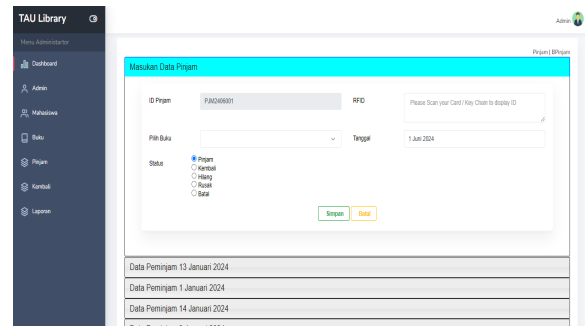 TAU Library
Admin
Menu Administartor
Pinjam | BPinjam
Dashboard
Admin
Mahasiswa
Buku
Pinjam
Kembali
Laporan
Masukan Data Pinjam
ID Pinjam
PJM2406001
RFID
Please Scan your Card / Key Chain to display ID
Pilih Buku
Tanggal
1 Juni 2024
Status
Pinjam
Kembali
Hilang
Rusak
Batal
Simpan
Batal
Data Peminjam 13 Januari 2024
Data Peminjam 1 Januari 2024
Data Peminjam 14 Januari 2024